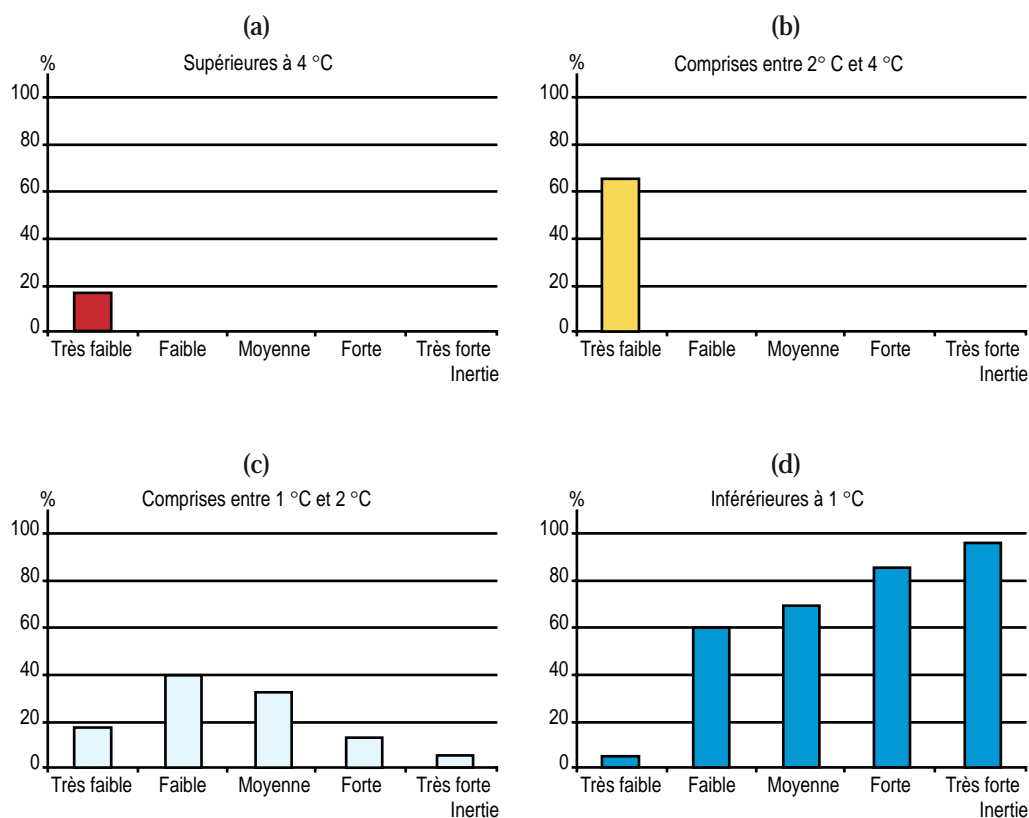 (a)
% Supérieures à 4 °C
100
80
60
40
20
0
Très faible Faible Moyenne Forte Très forte
Inertie
(b)
% Comprises entre 2° C et 4 °C
100
80
60
40
20
0
Très faible Faible Moyenne Forte Très forte
Inertie
(c)
% Comprises entre 1 °C et 2 °C
100
80
60
40
20
0
Très faible Faible Moyenne Forte Très forte
Inertie
(d)
% Inférérieures à 1 °C
100
80
60
40
20
0
Très faible Faible Moyenne Forte Très forte
Inertie